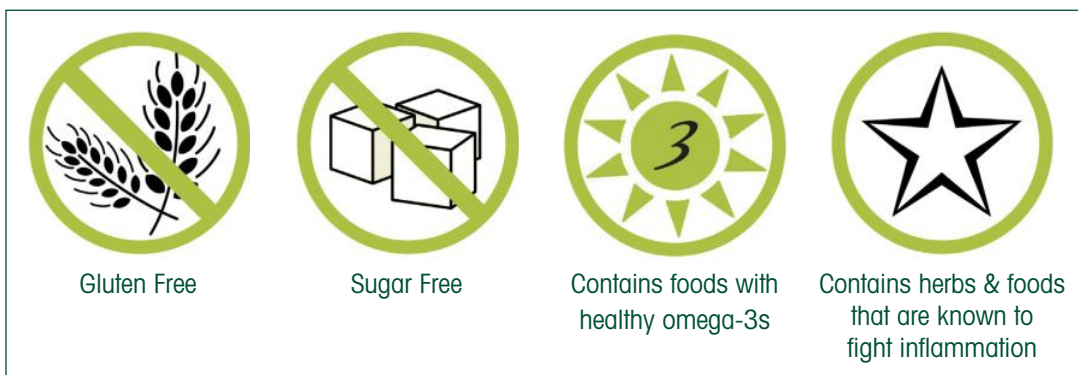 3
Gluten Free
Sugar Free
Contains foods with
healthy omega-3s
Contains herbs & foods
that are known to
fight inflammation